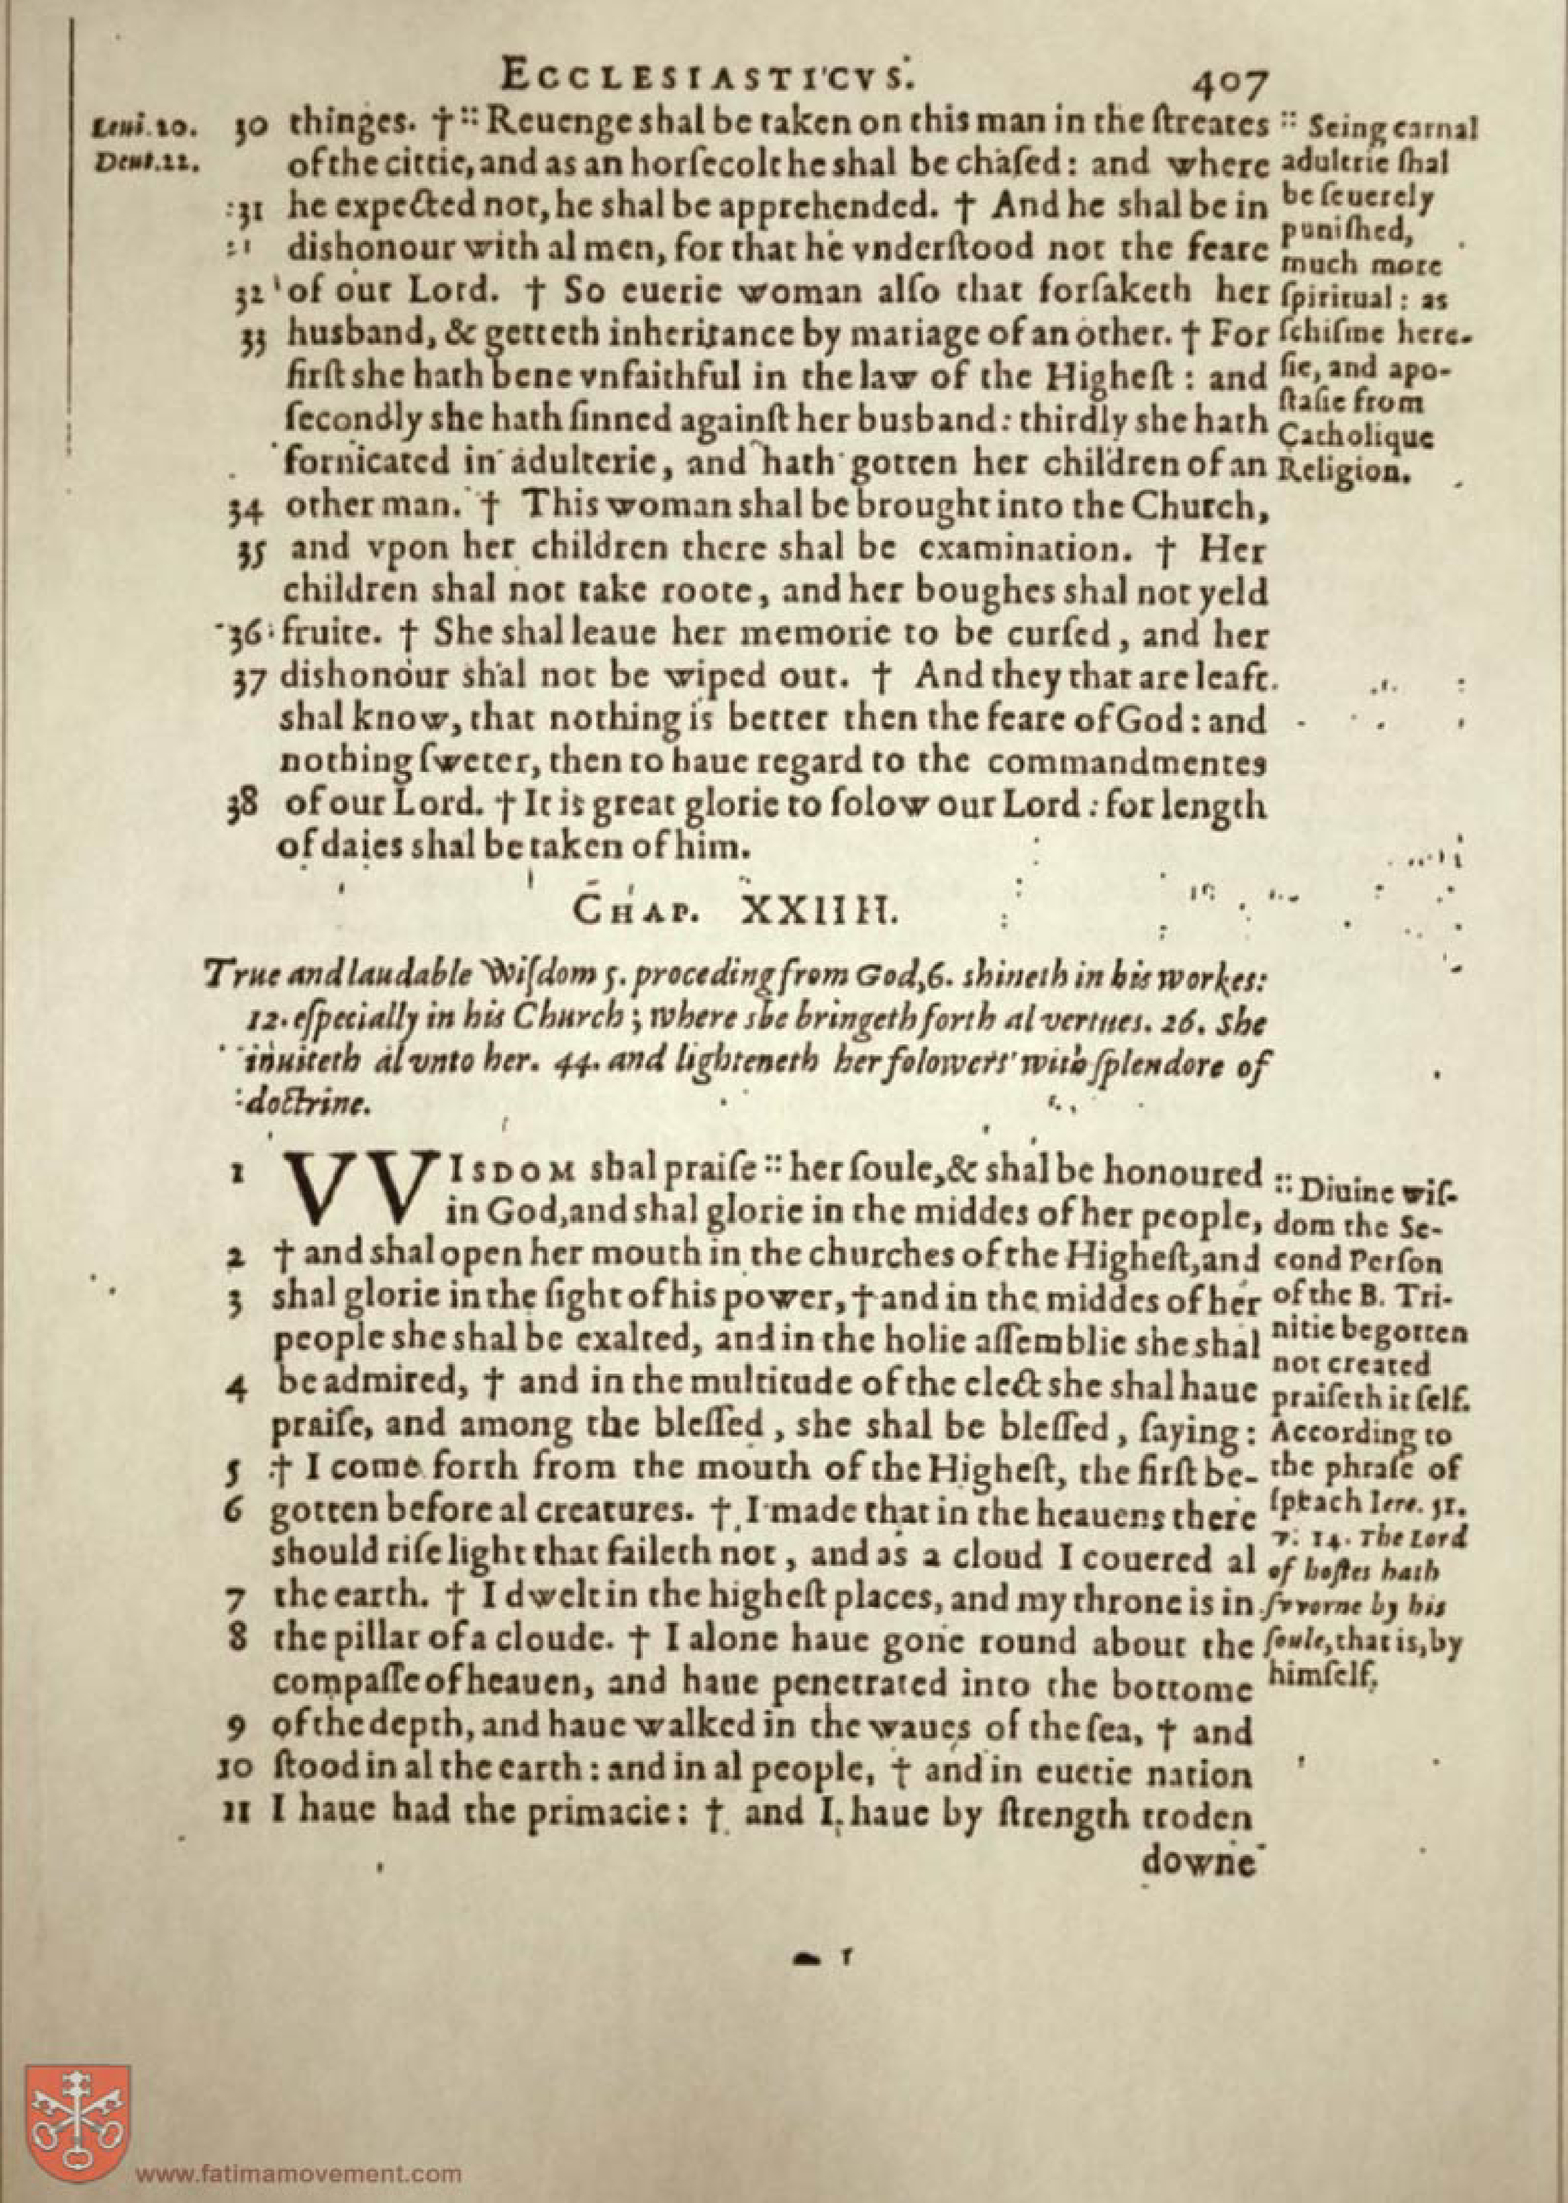 ECCLESIASTICVS. 407
Leui.20.
Deut.22.
30 thinges. † :: Reuenge shal be taken on this man in the ſtreates
of the cittie, and as an horſecolt he shal be chaſed: and where
31 he expected not, he shal be apprehended. † And he shal be in
dishonour with al men, for that he vnderſtood not the feare
32 of our Lord. † So euerie woman alſo that forſaketh her
33 husband, & getteth inheritance by mariage of an other. † For
firſt she hath bene vnfaithful in the law of the Higheſt: and
ſecondly she hath ſinned againſt her busband: thirdly she hath
fornicated in adulterie, and hath gotten her children of an
34 other man. † This woman shal be brought into the Church,
35 and vpon her children there shal be examination. † Her
children shal not take roote, and her boughes shal not yeld
36 fruite. † She shal leaue her memorie to be curſed, and her
37 dishonour shal not be wiped out. † And they that are leaft
shal know, that nothing is better then the feare of God: and
nothing ſweter, then to haue regard to the commandmentes
38 of our Lord. † It is great glorie to folow our Lord: for length
of daies shal be taken of him.
:: Seing carnal
adulterie ſhal
be ſeuerely
puniſhed,
much more
ſpiritual: as
ſchiſme here-
ſie, and apo-
ſtaſie from
Catholique
Religion.
CHAP. XXIIII.
True and laudable Wiſdom 5. proceding from God, 6. shineth in his workes:
12. eſpecially in his Church; where she bringeth forth al vertues. 26. She
inuiteth al vnto her. 44. and lighteneth her folowers with ſplendore of
doctrine.
1 VVISDOM shal praiſe :: her ſoule, & shal be honoured
in God, and shal glorie in the middes of her people,
2 † and shal open her mouth in the churches of the Higheſt, and
3 shal glorie in the ſight of his power, † and in the middes of her
people she shal be exalted, and in the holie aſſemblie she shal
4 be admired, † and in the multitude of the elect she shal haue
praiſe, and among the bleſſed, she shal be bleſſed, ſaying:
5 † I come forth from the mouth of the Higheſt, the firſt be-
6 gotten before al creatures. † I made that in the heauens there
should riſe light that faileth not, and as a cloud I couered al
7 the earth. † I dwelt in the higheſt places, and my throne is in
8 the pillar of a cloude. † I alone haue gone round about the
compaſſe of heauen, and haue penetrated into the bottome
9 of the depth, and haue walked in the waues of the ſea, † and
10 ſtood in al the earth: and in al people, † and in euerie nation
11 I haue had the primacie: † and I haue by ſtrength troden
downe
:: Diuine wiſ-
dom the Se-
cond Perſon
of the B. Tri-
nitie begotten
not created
praiſeth it ſelf.
According to
the phraſe of
ſpeach Iere. 51.
v. 14. The Lord
of hoſtes hath
ſvvorne by his
ſoule, that is, by
himſelf,
www.fatimamovement.com